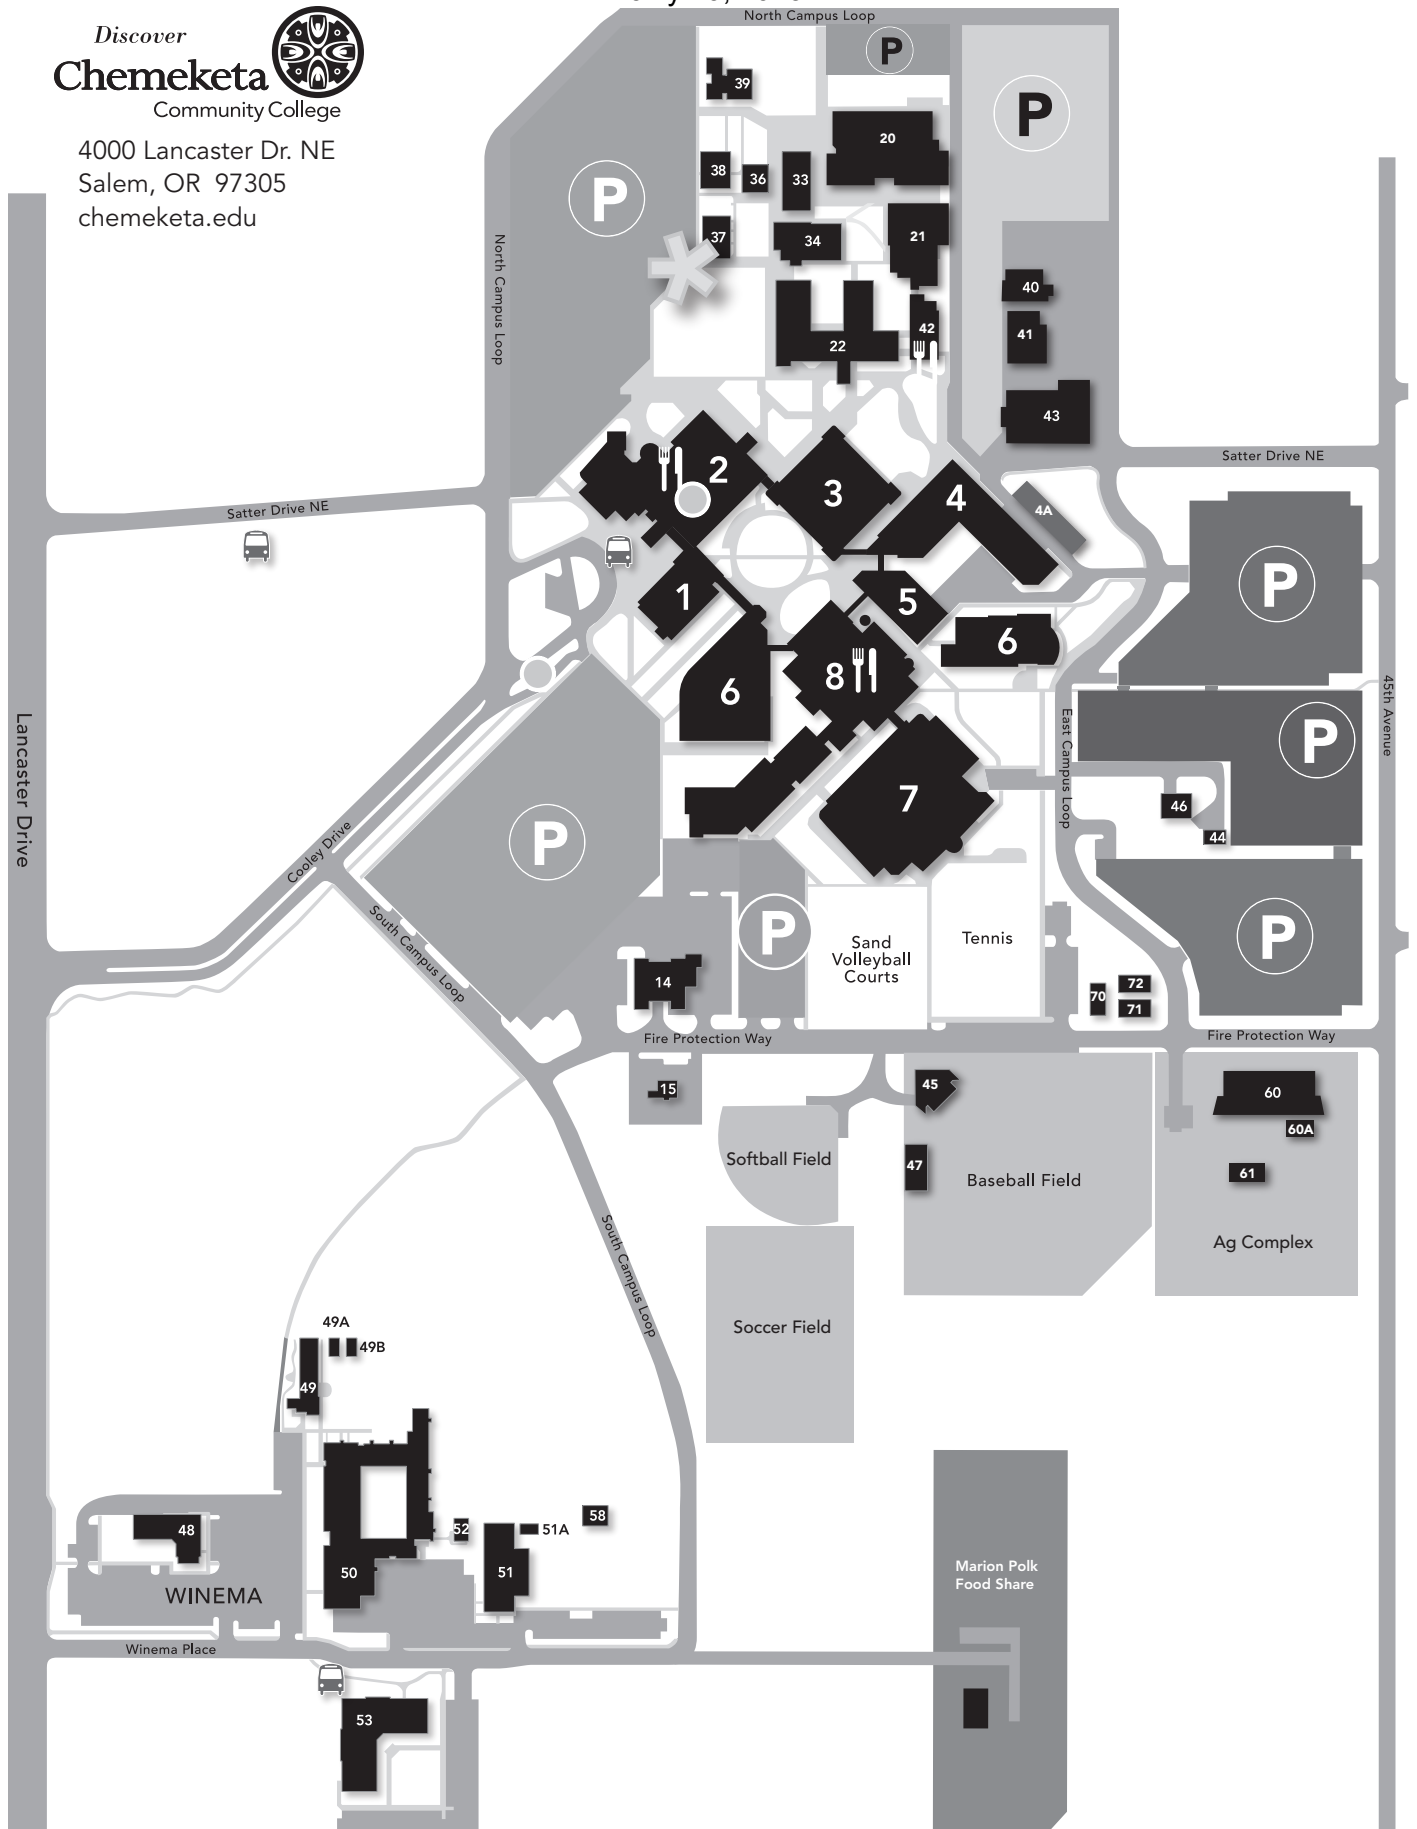 North Campus Loop
Discover
Chemeketa
Community College
4000 Lancaster Dr. NE
Salem, OR 97305
chemeketa.edu
P
P
P
39
20
38
36
33
37
34
21
North Campus Loop
40
42
41
22
43
Satter Drive NE
2
3
4
4A
Satter Drive NE
P
1
5
6
6
8
45th Avenue
Lancaster Drive
East Campus Loop
P
7
46
44
P
Cooley Drive
South Campus Loop
P
Sand
Volleyball
Courts
Tennis
P
14
70
72
71
Fire Protection Way
Fire Protection Way
15
45
60
60A
Softball Field
47
Baseball Field
61
Ag Complex
South Campus Loop
Soccer Field
49A
49B
49
48
52
51A
58
50
51
WINEMA
Marion Polk
Food Share
Winema Place
53